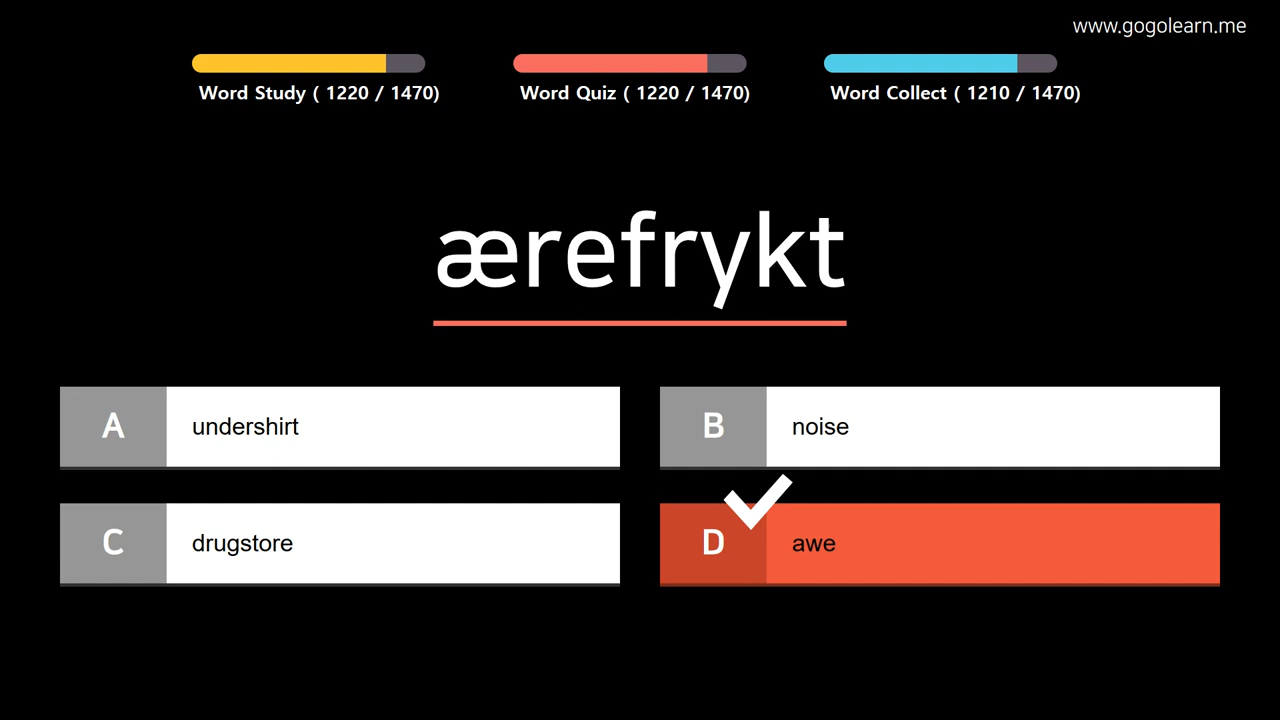 www.gogolearn.me
Word Study ( 1220 / 1470)
Word Quiz ( 1220 / 1470)
Word Collect ( 1210 / 1470)
ærefrykt
A undershirt
B noise
C drugstore
D awe